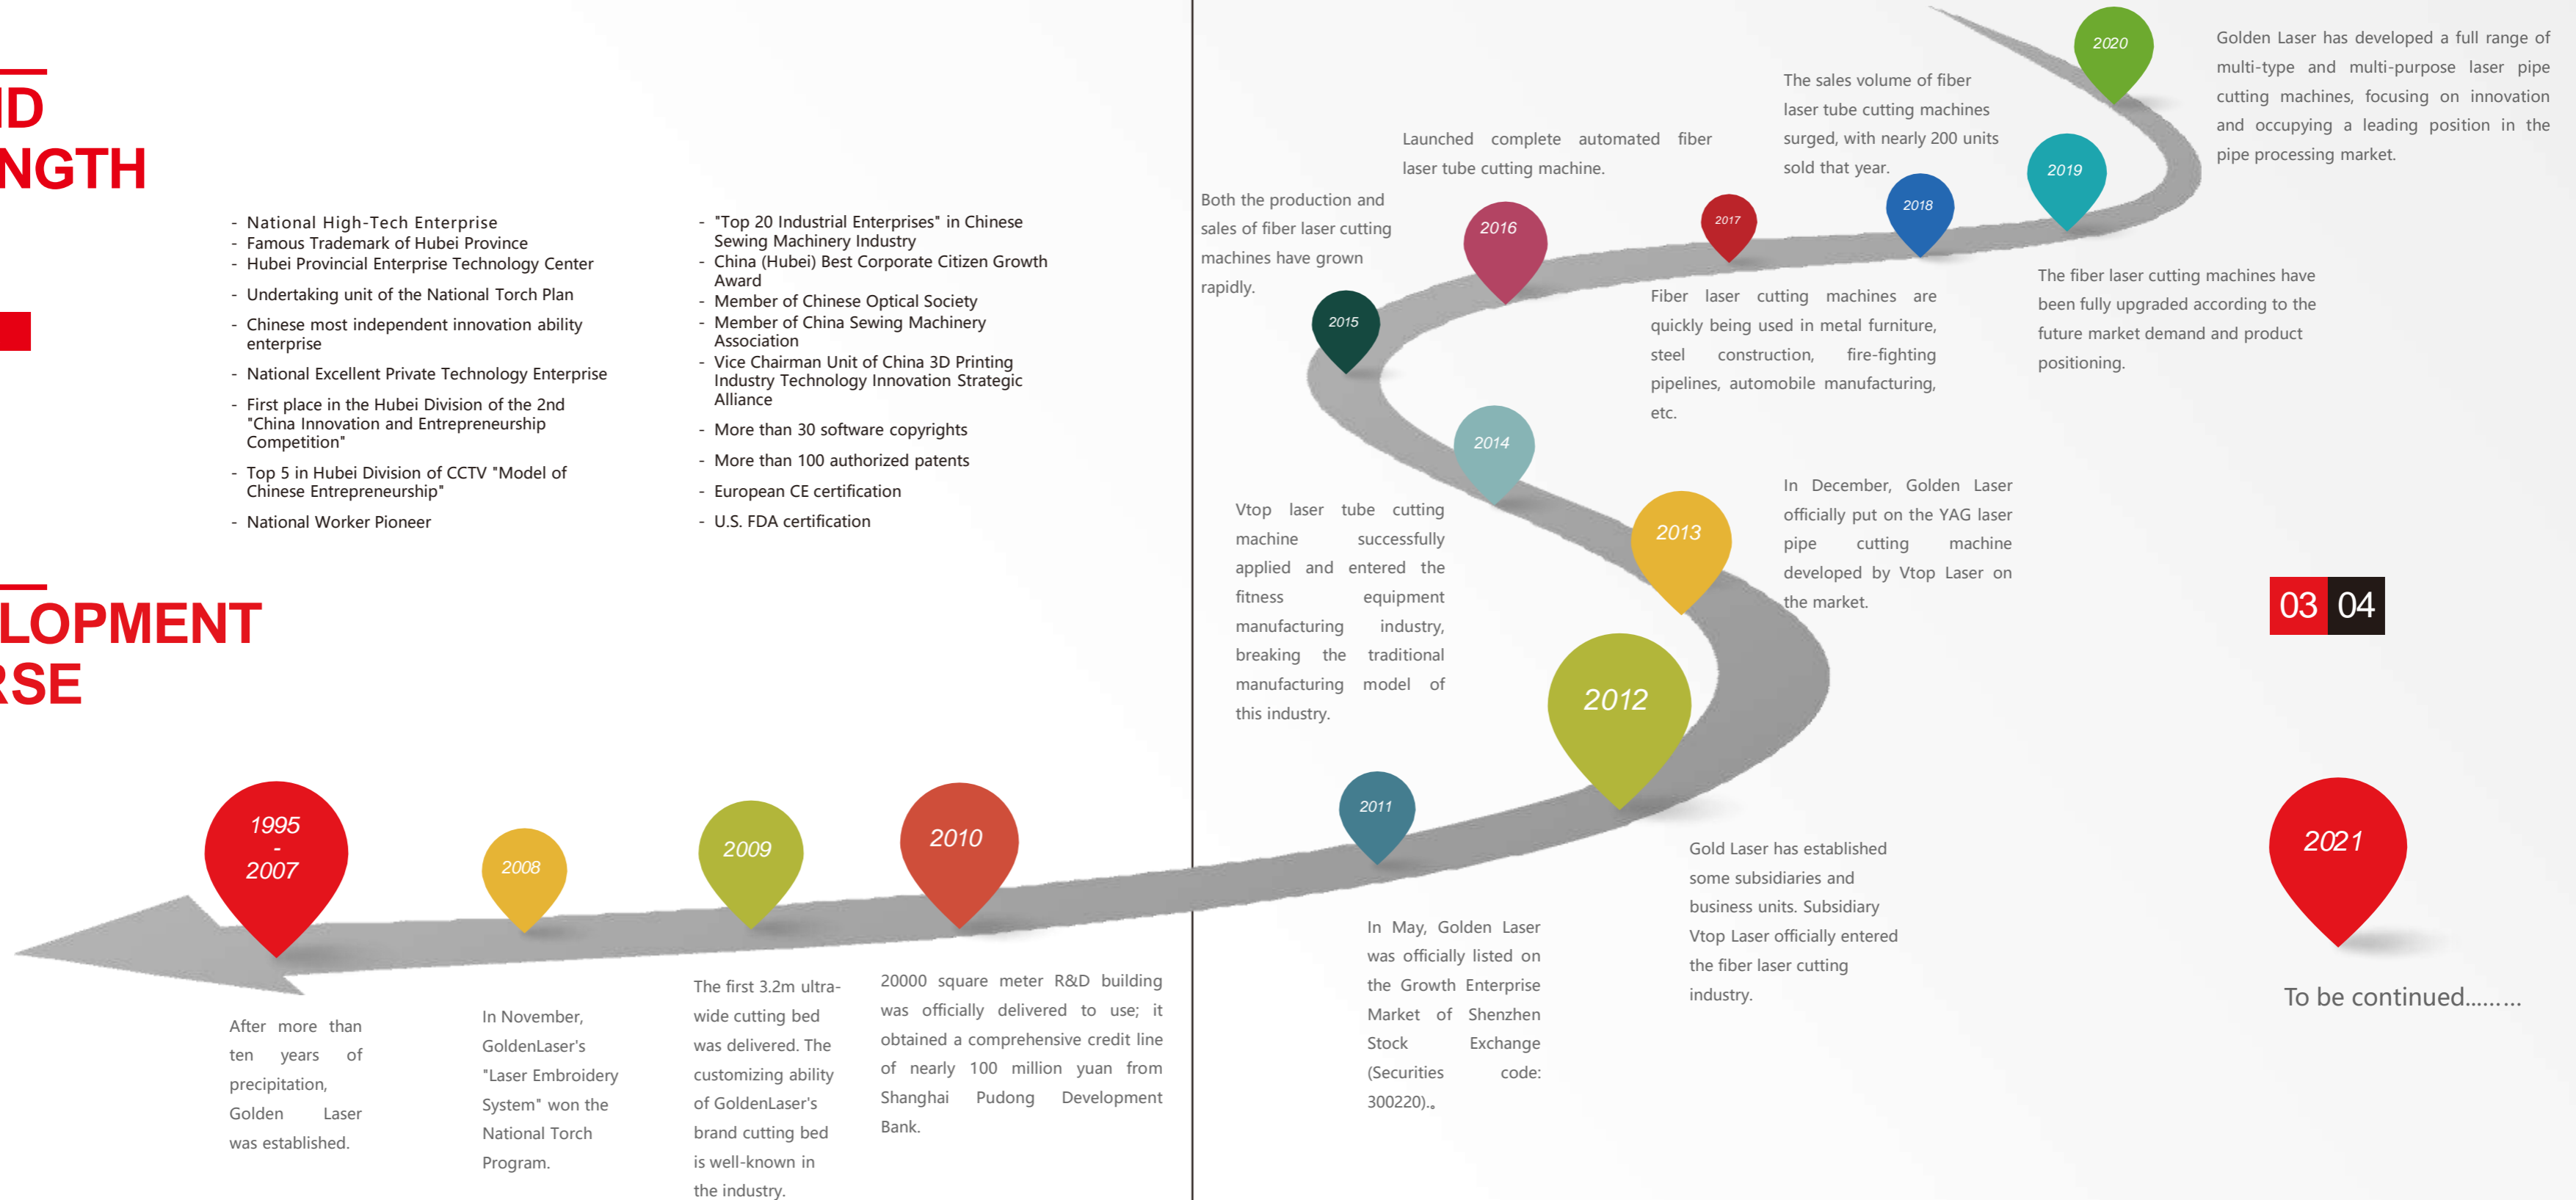 ID
NGTH
- National High-Tech Enterprise
- Famous Trademark of Hubei Province
- Hubei Provincial Enterprise Technology Center
- Undertaking unit of the National Torch Plan
- Chinese most independent innovation ability
enterprise
- National Excellent Private Technology Enterprise
- First place in the Hubei Division of the 2nd
"China Innovation and Entrepreneurship
Competition"
- Top 5 in Hubei Division of CCTV "Model of
Chinese Entrepreneurship"
- National Worker Pioneer
- "Top 20 Industrial Enterprises" in Chinese
Sewing Machinery Industry
- China (Hubei) Best Corporate Citizen Growth
Award
- Member of Chinese Optical Society
- Member of China Sewing Machinery
Association
- Vice Chairman Unit of China 3D Printing
Industry Technology Innovation Strategic
Alliance
- More than 30 software copyrights
- More than 100 authorized patents
- European CE certification
- U.S. FDA certification
LOPMENT
RSE
1995
-
2007
After more than
ten years of
precipitation,
Golden Laser
was established.
2008
In November,
GoldenLaser's
"Laser Embroidery
System" won the
National Torch
Program.
2009
The first 3.2m ultra-
wide cutting bed
was delivered. The
customizing ability
of GoldenLaser's
brand cutting bed
is well-known in
the industry.
2010
20000 square meter R&D building
was officially delivered to use; it
obtained a comprehensive credit line
of nearly 100 million yuan from
Shanghai Pudong Development
Bank.
2011
In May, Golden Laser
was officially listed on
the Growth Enterprise
Market of Shenzhen
Stock Exchange
(Securities code:
300220).。
2012
Gold Laser has established
some subsidiaries and
business units. Subsidiary
Vtop Laser officially entered
the fiber laser cutting
industry.
2013
In December, Golden Laser
officially put on the YAG laser
pipe cutting machine
developed by Vtop Laser on
the market.
2014
Vtop laser tube cutting
machine successfully
applied and entered the
fitness equipment
manufacturing industry,
breaking the traditional
manufacturing model of
this industry.
2015
Both the production and
sales of fiber laser cutting
machines have grown
rapidly.
2016
Launched complete automated fiber
laser tube cutting machine.
2017
Fiber laser cutting machines are
quickly being used in metal furniture,
steel construction, fire-fighting
pipelines, automobile manufacturing,
etc.
2018
The sales volume of fiber
laser tube cutting machines
surged, with nearly 200 units
sold that year.
2019
The fiber laser cutting machines have
been fully upgraded according to the
future market demand and product
positioning.
2020
Golden Laser has developed a full range of
multi-type and multi-purpose laser pipe
cutting machines, focusing on innovation
and occupying a leading position in the
pipe processing market.
03 04
2021
To be continued.........